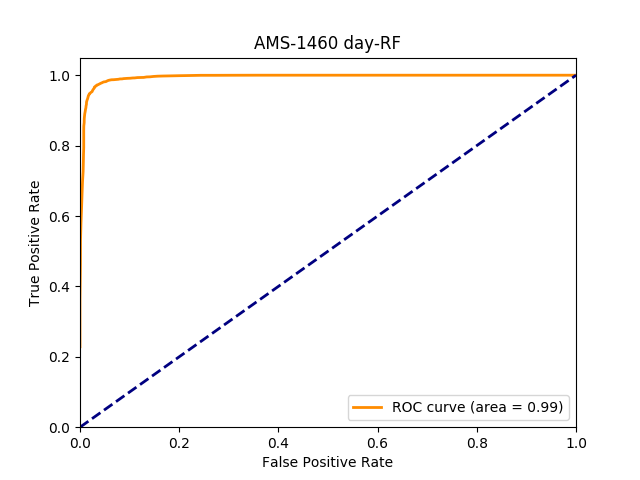 AMS-1460 day-RF
True Positive Rate
1.0
0.8
0.6
0.4
0.2
0.0
ROC curve (area = 0.99)
0.0 0.2 0.4 0.6 0.8 1.0
False Positive Rate